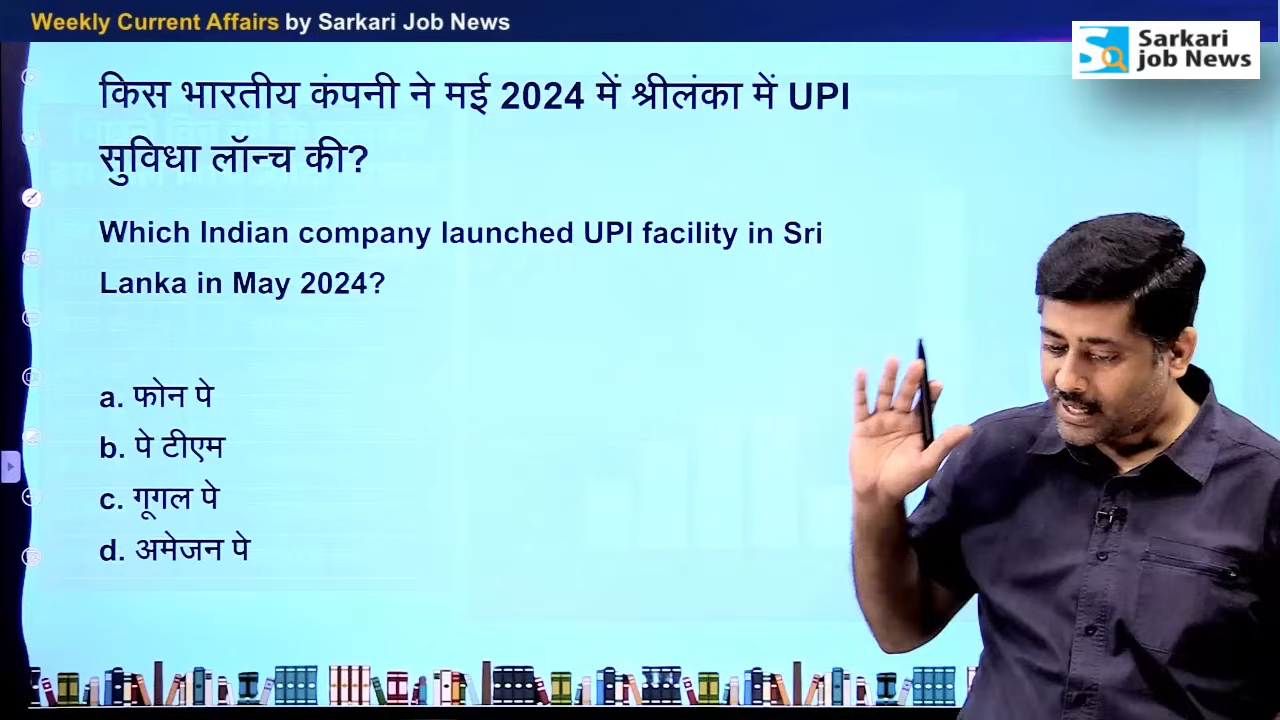 Weekly Current Affairs by Sarkari Job News
Sarkari
job News
किस भारतीय कंपनी ने मई 2024 में श्रीलंका में UPI
सुविधा लॉन्च की?
Which Indian company launched UPI facility in Sri
Lanka in May 2024?
a. फोन पे
b. पे टीएम
c. गूगल पे
d. अमेजन पे